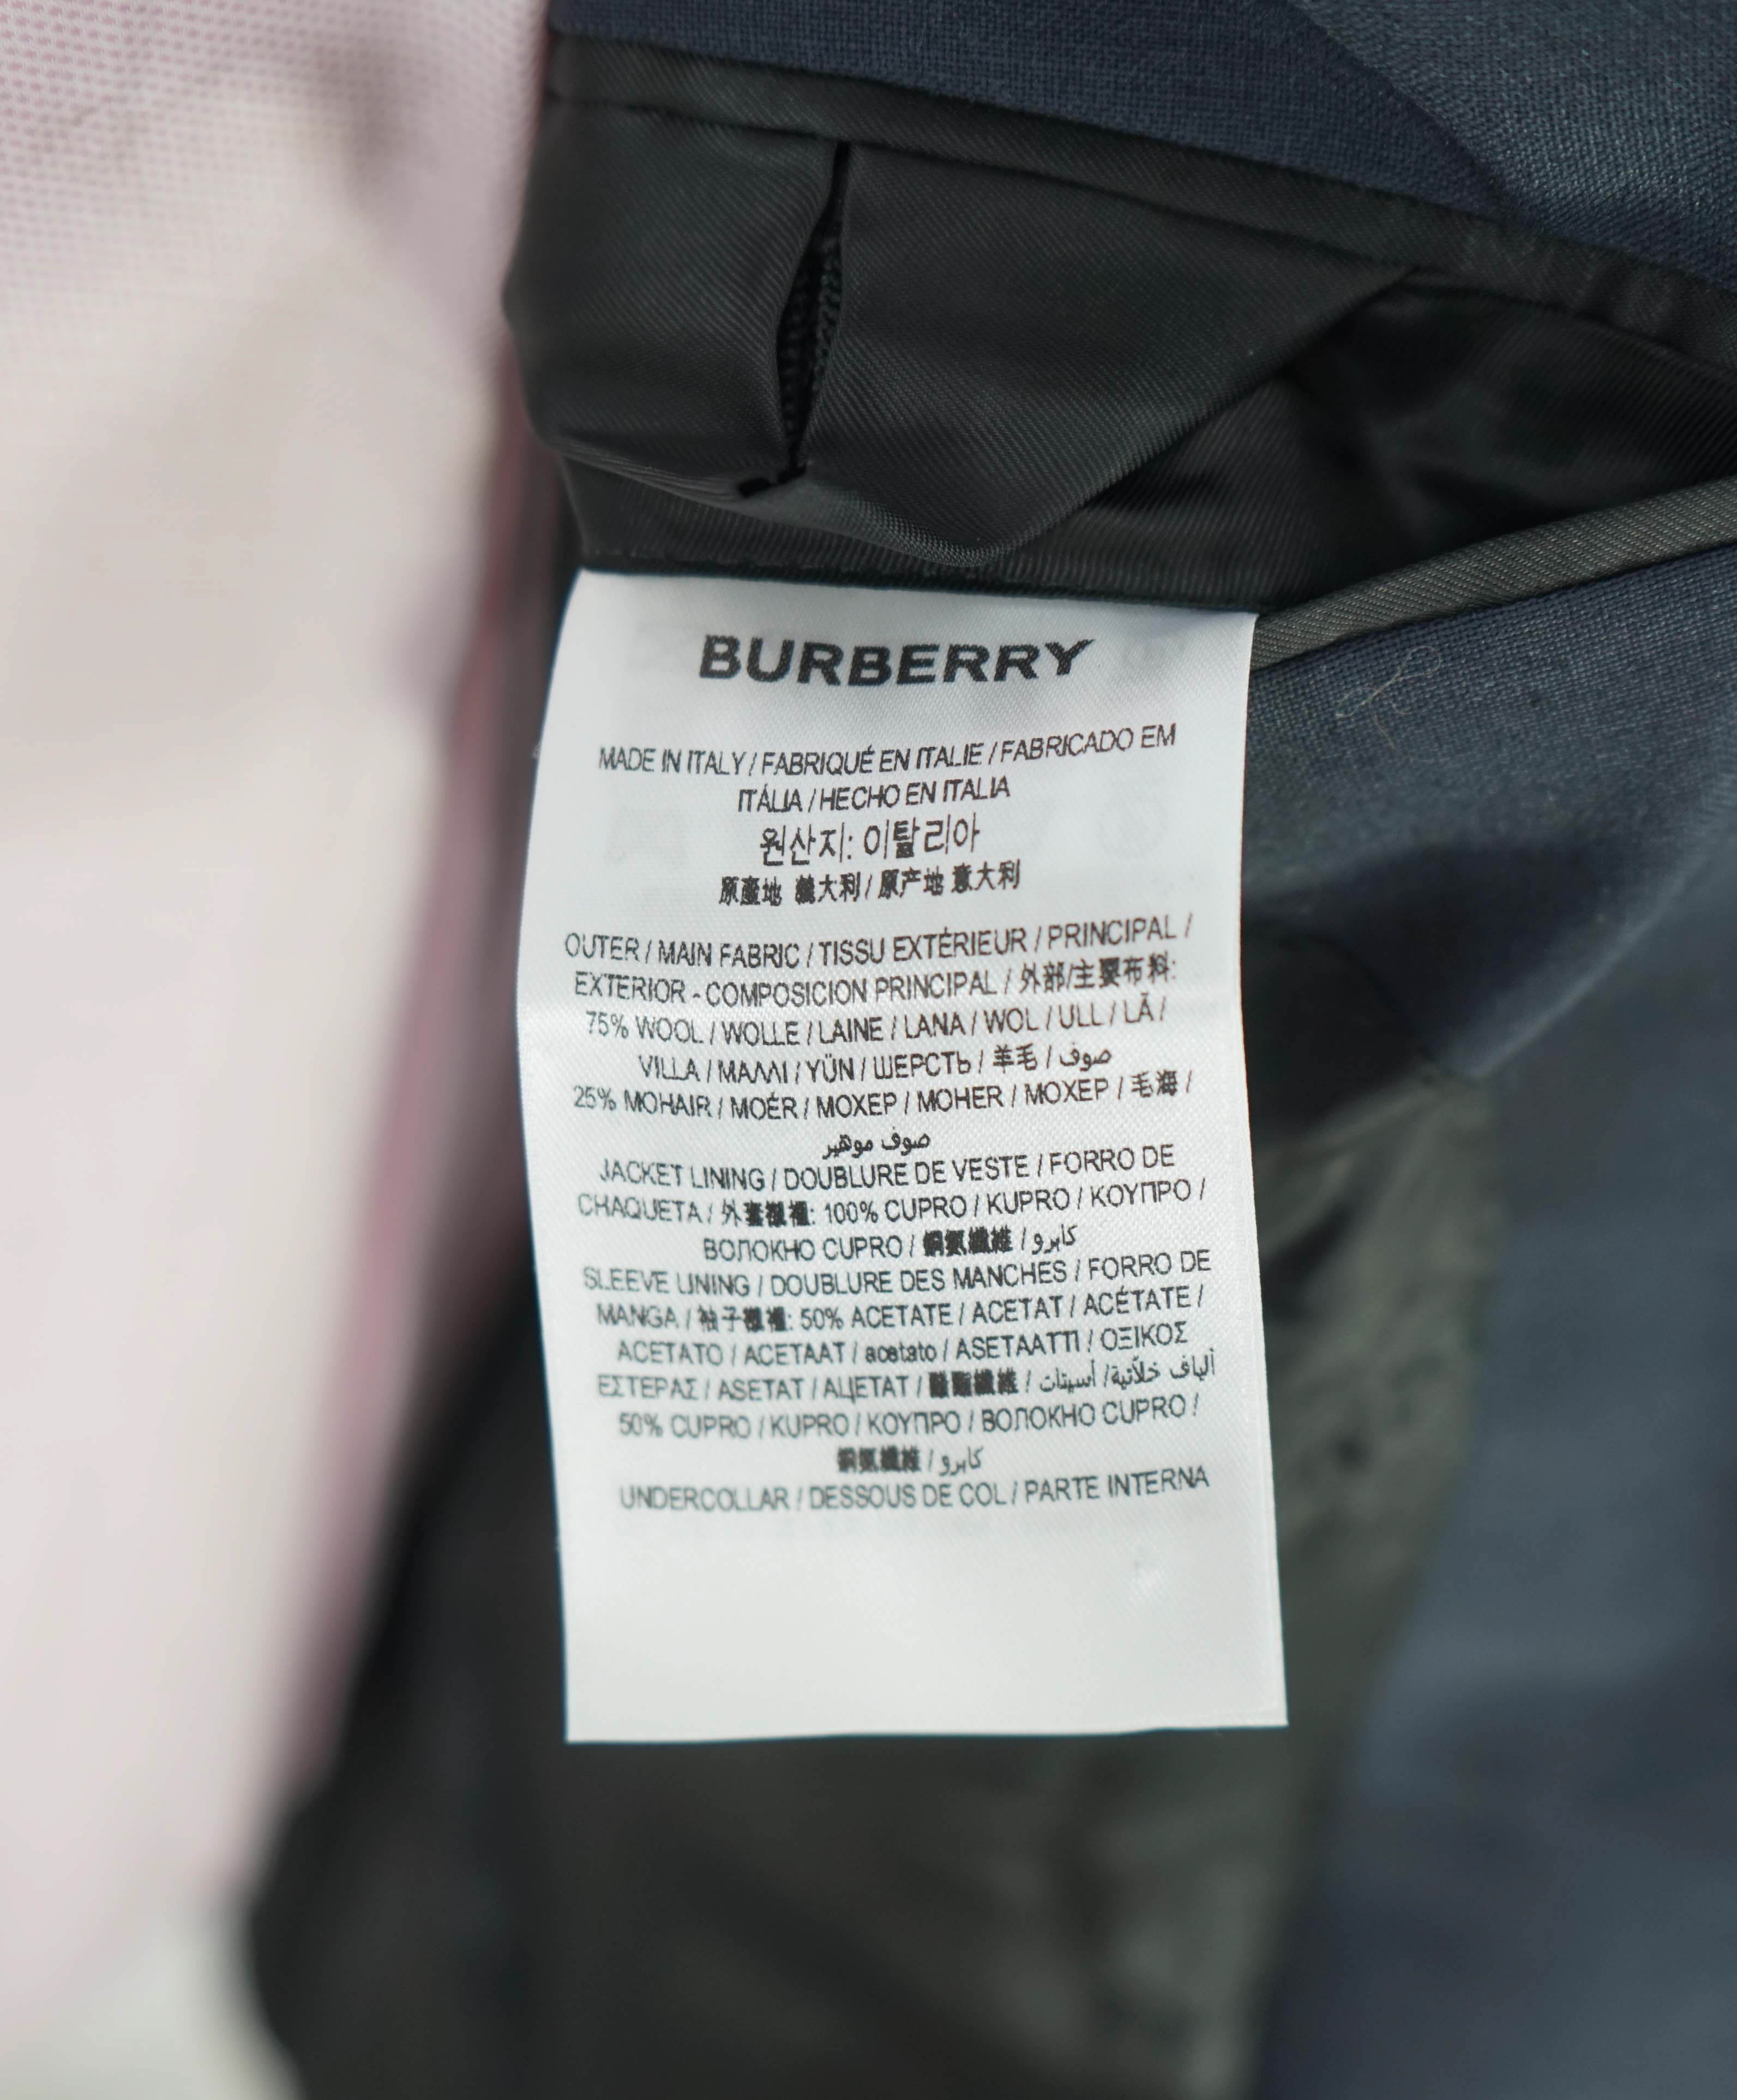 BURBERRY
MADE IN ITALY / FABRIQUÉ EN ITALIE / FABRICADO EM
ITÁLIA / HECHO EN ITALIA
원산지: 이탈리아
原產地 義大利 / 原产地 意大利
OUTER / MAIN FABRIC / TISSU EXTÉRIEUR / PRINCIPAL /
EXTERIOR - COMPOSICION PRINCIPAL / 外部/主要布料:
75% WOOL / WOLLE / LAINE / LANA / WOL / ULL / LÃ /
VILLA / ΜΑΛΛΙ / YÜN / ШЕРСТЬ / 羊毛 / صوف
25% MOHAIR / MOÉR / ΜΟΧΕΡ / MOHER / МОХЕР / 毛海 /
صوف موهير
JACKET LINING / DOUBLURE DE VESTE / FORRO DE
CHAQUETA / 外套襯裡: 100% CUPRO / KUPRO / ΚΟΥΠΡΟ /
ВОЛОКНО CUPRO / 銅氨纖維 / كابرو
SLEEVE LINING / DOUBLURE DES MANCHES / FORRO DE
MANGA / 袖子襯裡: 50% ACETATE / ACETAT / ACÉTATE /
ACETATO / ACETAAT / acetato / ASETAATTI / ΟΞΙΚΟΣ
ΕΣΤΕΡΑΣ / ASETAT / АЦЕТАТ / 醋酯纖維 / ألياف خلاّتية/ أسيتات
50% CUPRO / KUPRO / ΚΟΥΠΡΟ / ВОЛОКНО CUPRO /
銅氨纖維 / كابرو
UNDERCOLLAR / DESSOUS DE COL / PARTE INTERNA